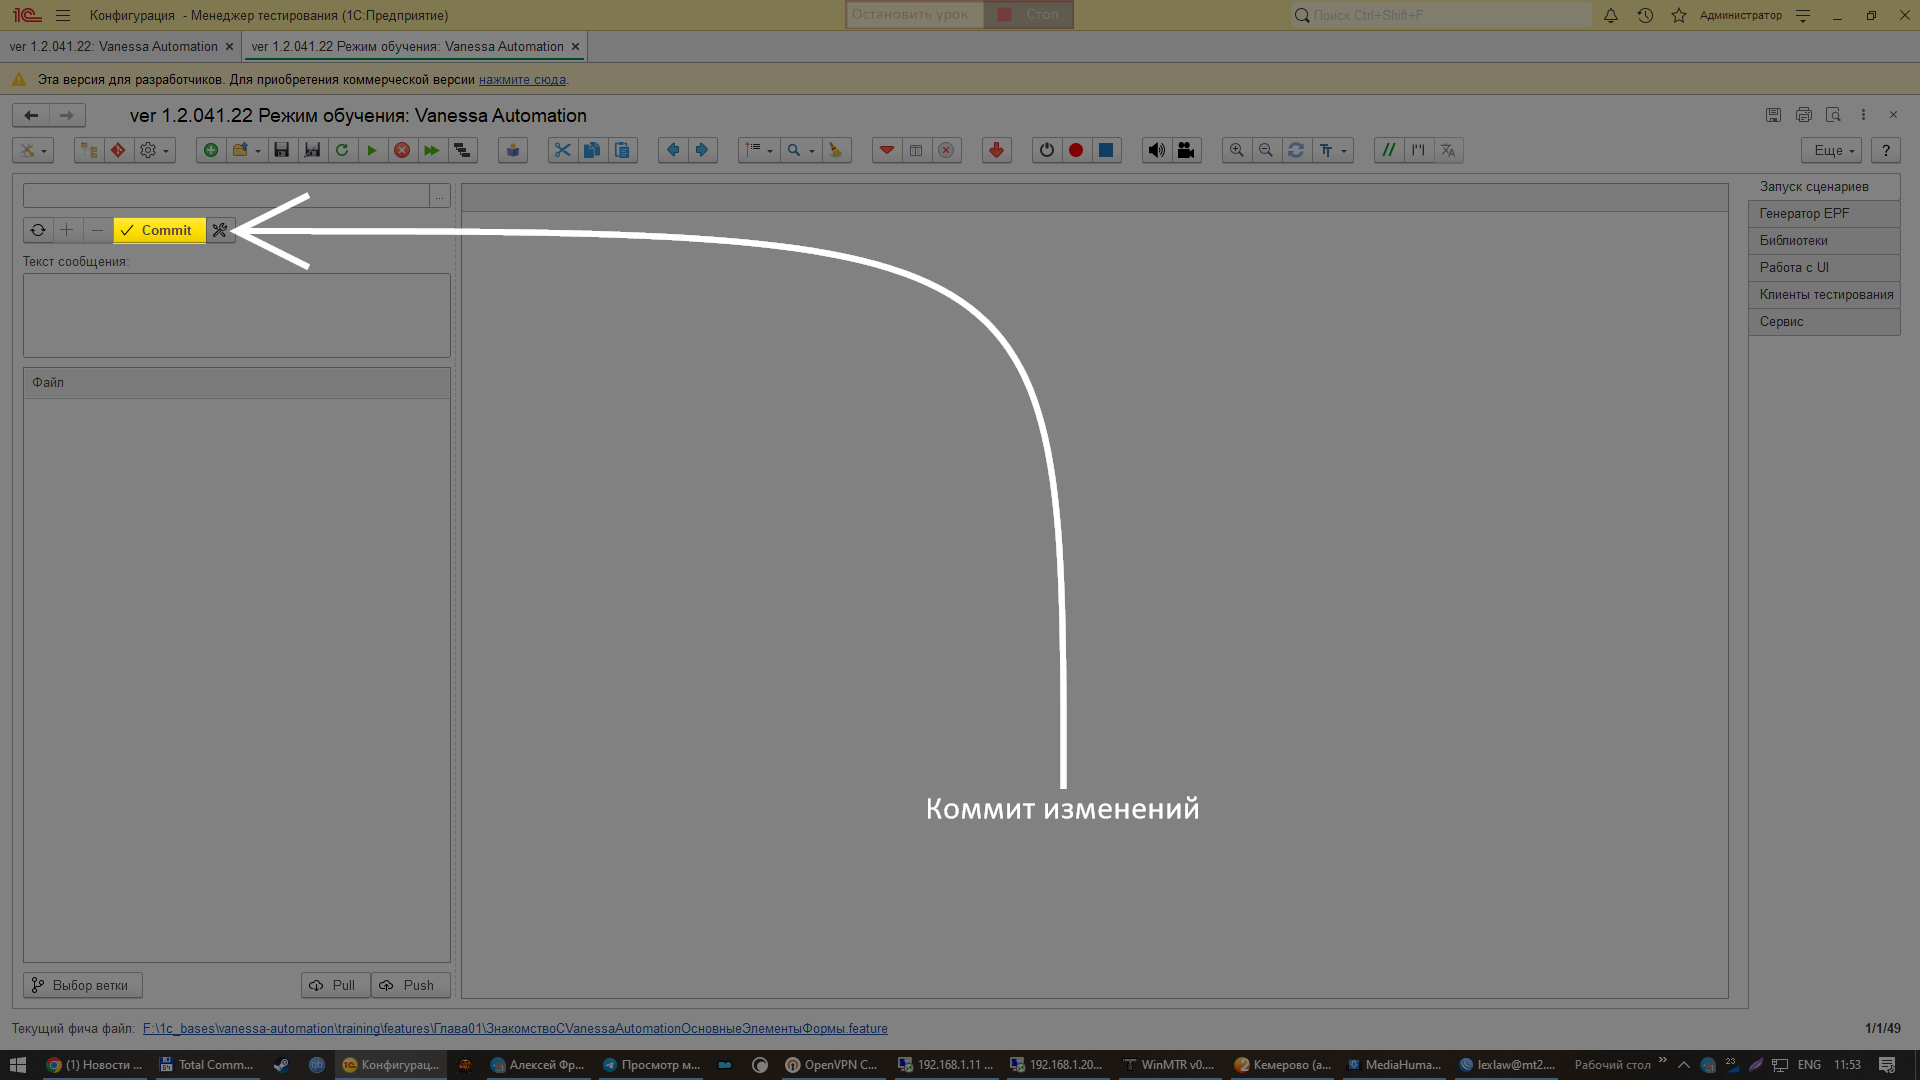 Конфигурация - Менеджер тестирования (1С:Предприятие)
Остановить урок Стоп
Поиск Ctrl+Shift+F
Администратор
ver 1.2.041.22: Vanessa Automation ×
ver 1.2.041.22 Режим обучения: Vanessa Automation ×
Эта версия для разработчиков. Для приобретения коммерческой версии нажмите сюда.
ver 1.2.041.22 Режим обучения: Vanessa Automation
Еще
?
...
Commit
Текст сообщения:
Файл
Запуск сценариев
Генератор EPF
Библиотеки
Работа с UI
Клиенты тестирования
Сервис
Коммит изменений
Выбор ветки
Pull
Push
Текущий фича файл: F:\1c_bases\vanessa-automation\training\features\Глава01\ЗнакомствоСVanessaAutomationОсновныеЭлементыФормы.feature
1/1/49
(1) Новости ...
Total Comm...
Конфигурац...
Алексей Фр...
Просмотр м...
OpenVPN C...
192.168.1.11 ...
192.168.1.20...
WinMTR v0....
Кемерово (а...
MediaHuma...
lexlaw@mt2....
Рабочий стол
23
ENG
11:53